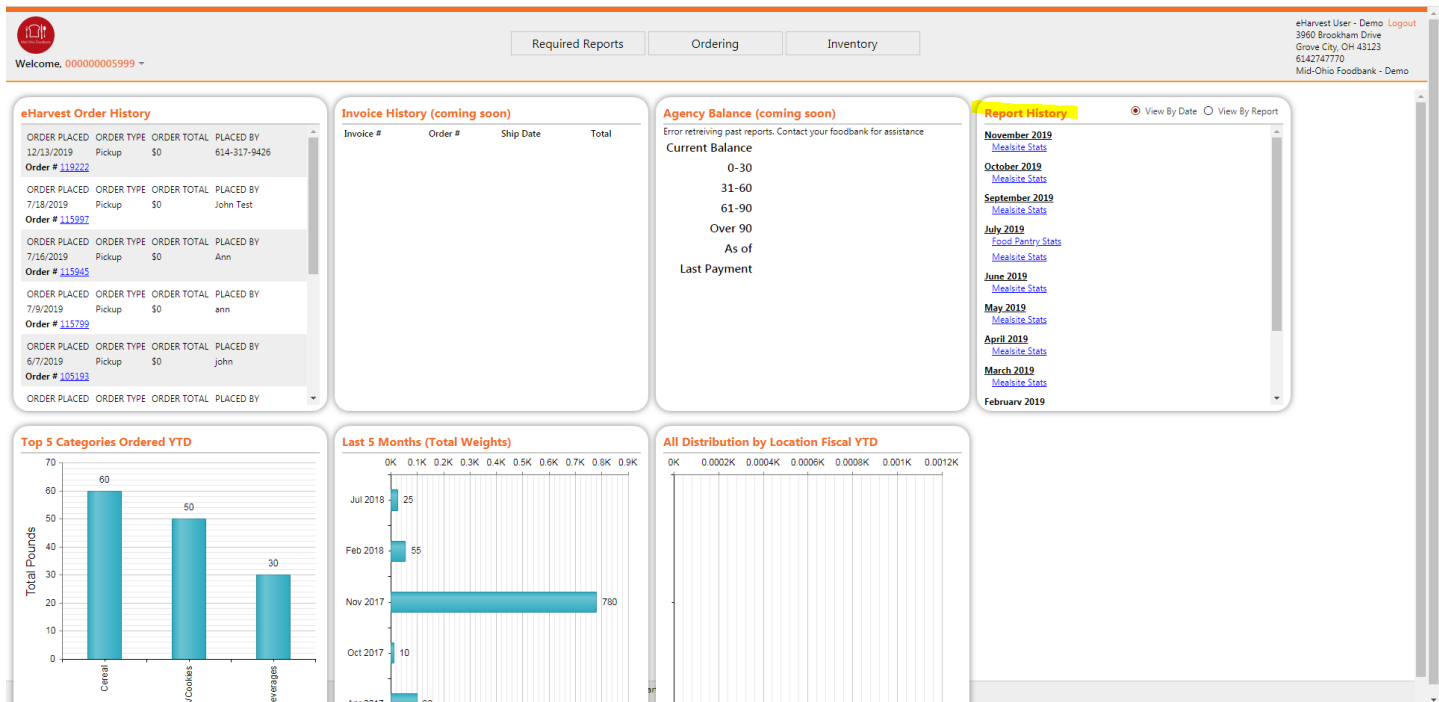 Required Reports
Ordering
Inventory
eHarvest User - Demo Logout
3960 Brookham Drive
Grove City, OH 43123
6142747770
Mid-Ohio Foodbank - Demo
Welcome, 000000005999
eHarvest Order History
ORDER PLACED ORDER TYPE ORDER TOTAL PLACED BY
12/13/2019 Pickup $0 614-317-9426
Order # 119222
ORDER PLACED ORDER TYPE ORDER TOTAL PLACED BY
7/18/2019 Pickup $0 John Test
Order # 115997
ORDER PLACED ORDER TYPE ORDER TOTAL PLACED BY
7/16/2019 Pickup $0 Ann
Order # 115945
ORDER PLACED ORDER TYPE ORDER TOTAL PLACED BY
7/9/2019 Pickup $0 ann
Order # 115799
ORDER PLACED ORDER TYPE ORDER TOTAL PLACED BY
6/7/2019 Pickup $0 john
Order # 105193
ORDER PLACED ORDER TYPE ORDER TOTAL PLACED BY
Invoice History (coming soon)
Invoice # Order # Ship Date Total
Agency Balance (coming soon)
Error retreiving past reports. Contact your foodbank for assistance
Current Balance
0-30
31-60
61-90
Over 90
As of
Last Payment
Report History
View By Date View By Report
November 2019
Mealsite Stats
October 2019
Mealsite Stats
September 2019
Mealsite Stats
July 2019
Food Pantry Stats
Mealsite Stats
June 2019
Mealsite Stats
May 2019
Mealsite Stats
April 2019
Mealsite Stats
March 2019
Mealsite Stats
February 2019
Top 5 Categories Ordered YTD
70
60
50
40
30
20
10
0
Total Pounds
60
50
30
Cereal
/Cookies
everages
Last 5 Months (Total Weights)
0K 0.1K 0.2K 0.3K 0.4K 0.5K 0.6K 0.7K 0.8K 0.9K
Jul 2018 25
Feb 2018 55
Nov 2017 780
Oct 2017 10
Apr 2017
All Distribution by Location Fiscal YTD
0K 0.0002K 0.0004K 0.0006K 0.0008K 0.001K 0.0012K